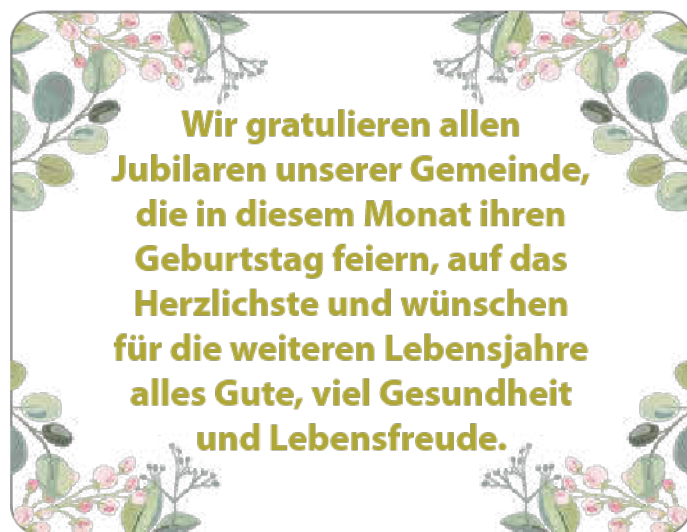 Wir gratulieren allen
Jubilaren unserer Gemeinde,
die in diesem Monat ihren
Geburtstag feiern, auf das
Herzlichste und wünschen
für die weiteren Lebensjahre
alles Gute, viel Gesundheit
und Lebensfreude.